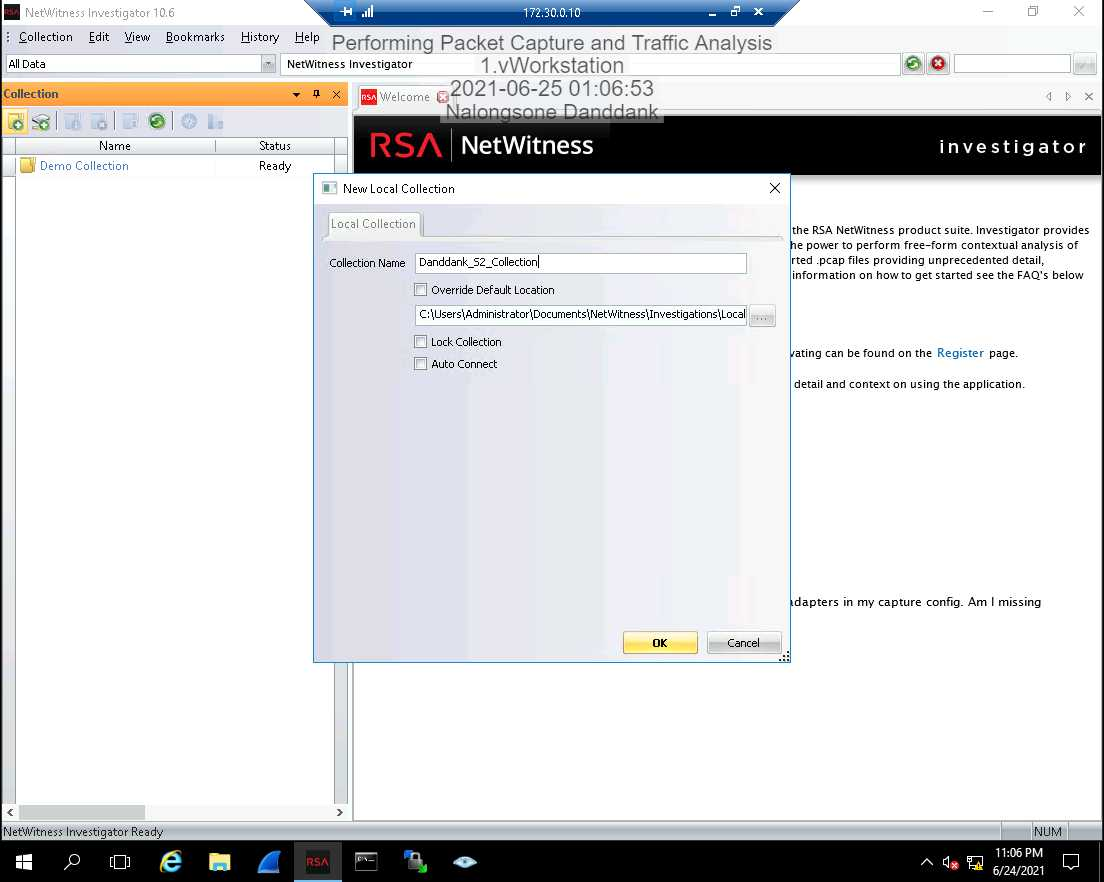 RSA NetWitness Investigator 10.6
172.30.0.10
Collection Edit View Bookmarks History Help
Performing Packet Capture and Traffic Analysis
1.vWorkstation
2021-06-25 01:06:53
Nalongsone Danddank
All Data
NetWitness Investigator
Collection
RSA Welcome
Name Status
Demo Collection Ready
RSA NetWitness investigator
New Local Collection
Local Collection
Collection Name Danddank_S2_Collection
Override Default Location
C:\Users\Administrator\Documents\NetWitness\Investigations\Local
...
Lock Collection
Auto Connect
OK Cancel
the RSA NetWitness product suite. Investigator provides
he power to perform free-form contextual analysis of
rted .pcap files providing unprecedented detail,
information on how to get started see the FAQ's below
vating can be found on the Register page.
detail and context on using the application.
adapters in my capture config. Am I missing
NetWitness Investigator Ready
NUM
RSA
11:06 PM
6/24/2021